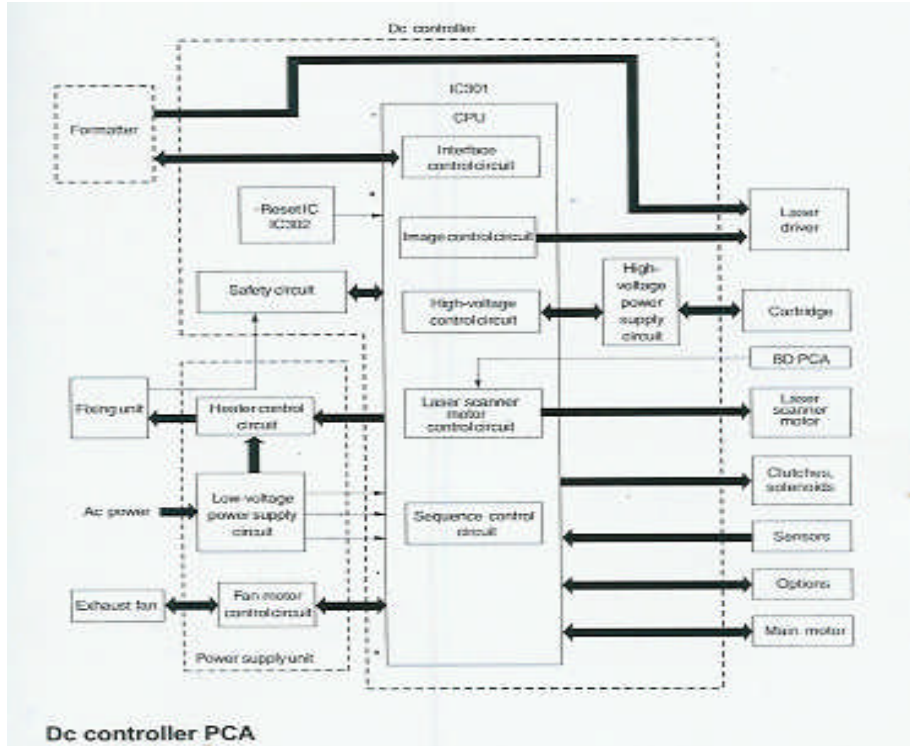 Dc controller
IC301
CPU
Formatter
Interface
control circuit
-Reset IC
IC302
Laser
driver
Image control circuit
High-
voltage
power
supply
circuit
Safety circuit
High-voltage
control circuit
Cartridge
BD PCA
Fixing unit
Heater control
circuit
Laser scanner
motor
control circuit
Laser
scanner
motor
Clutches,
solenoids
Ac power
Low-voltage
power supply
circuit
Sequence control
circuit
Sensors
Options
Exhaust fan
Fan motor
control circuit
Main motor
Power supply unit
Dc controller PCA